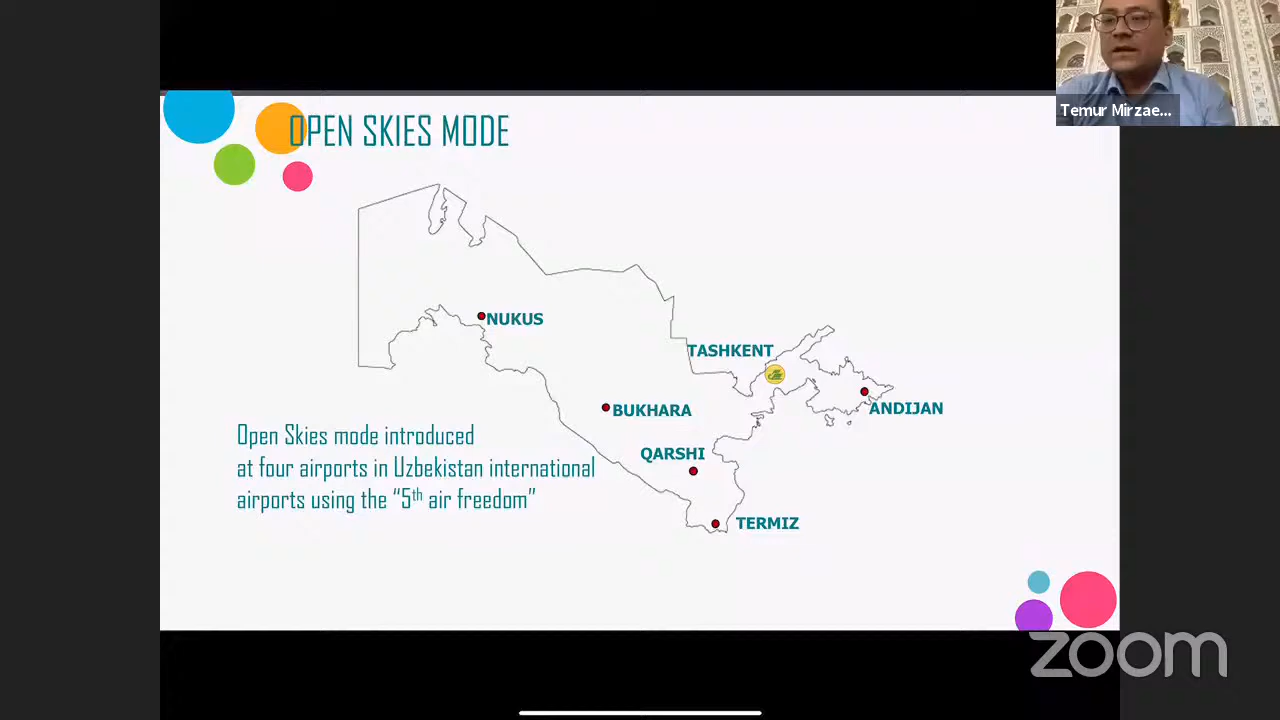 Temur Mirzae...
OPEN SKIES MODE
NUKUS
TASHKENT
ANDIJAN
BUKHARA
QARSHI
TERMIZ
Open Skies mode introduced
at four airports in Uzbekistan international
airports using the “5th air freedom”
zoom